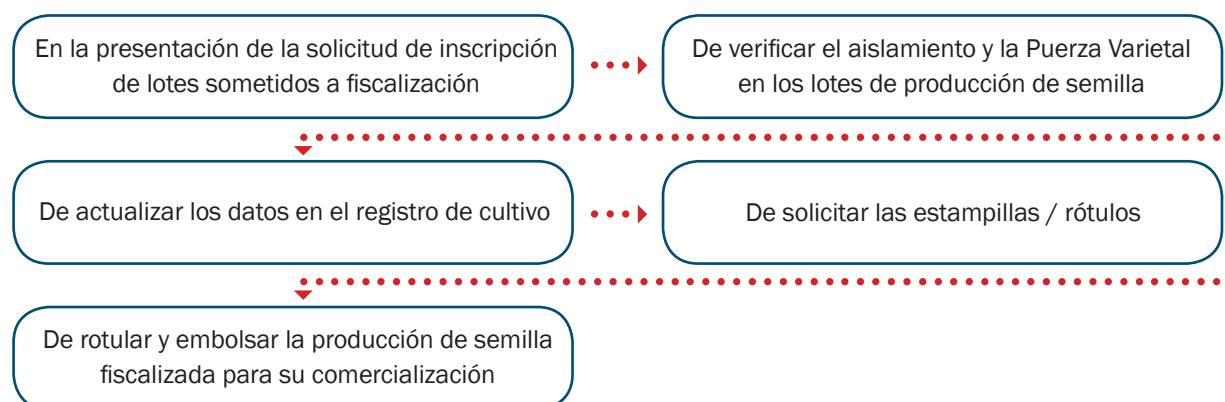 En la presentación de la solicitud de inscripción
de lotes sometidos a fiscalización
De verificar el aislamiento y la Puerza Varietal
en los lotes de producción de semilla
De actualizar los datos en el registro de cultivo
De solicitar las estampillas / rótulos
De rotular y embolsar la producción de semilla
fiscalizada para su comercialización